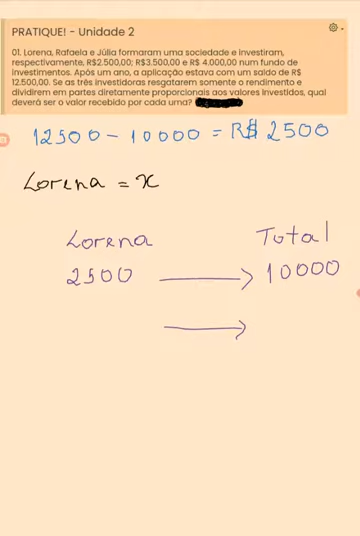 PRATIQUE! - Unidade 2
01. Lorena, Rafaela e Júlia formaram uma sociedade e investiram,
respectivamente, R$2.500,00; R$3.500,00 e R$ 4.000,00 num fundo de
investimentos. Após um ano, a aplicação estava com um saldo de R$
12.500,00. Se as três investidoras resgatarem somente o rendimento e
dividirem em partes diretamente proporcionais aos valores investidos, qual
deverá ser o valor recebido por cada uma?
12500 - 10000 = R$ 2500
Lorena = x
Lorena Total
2500 → 10000
→